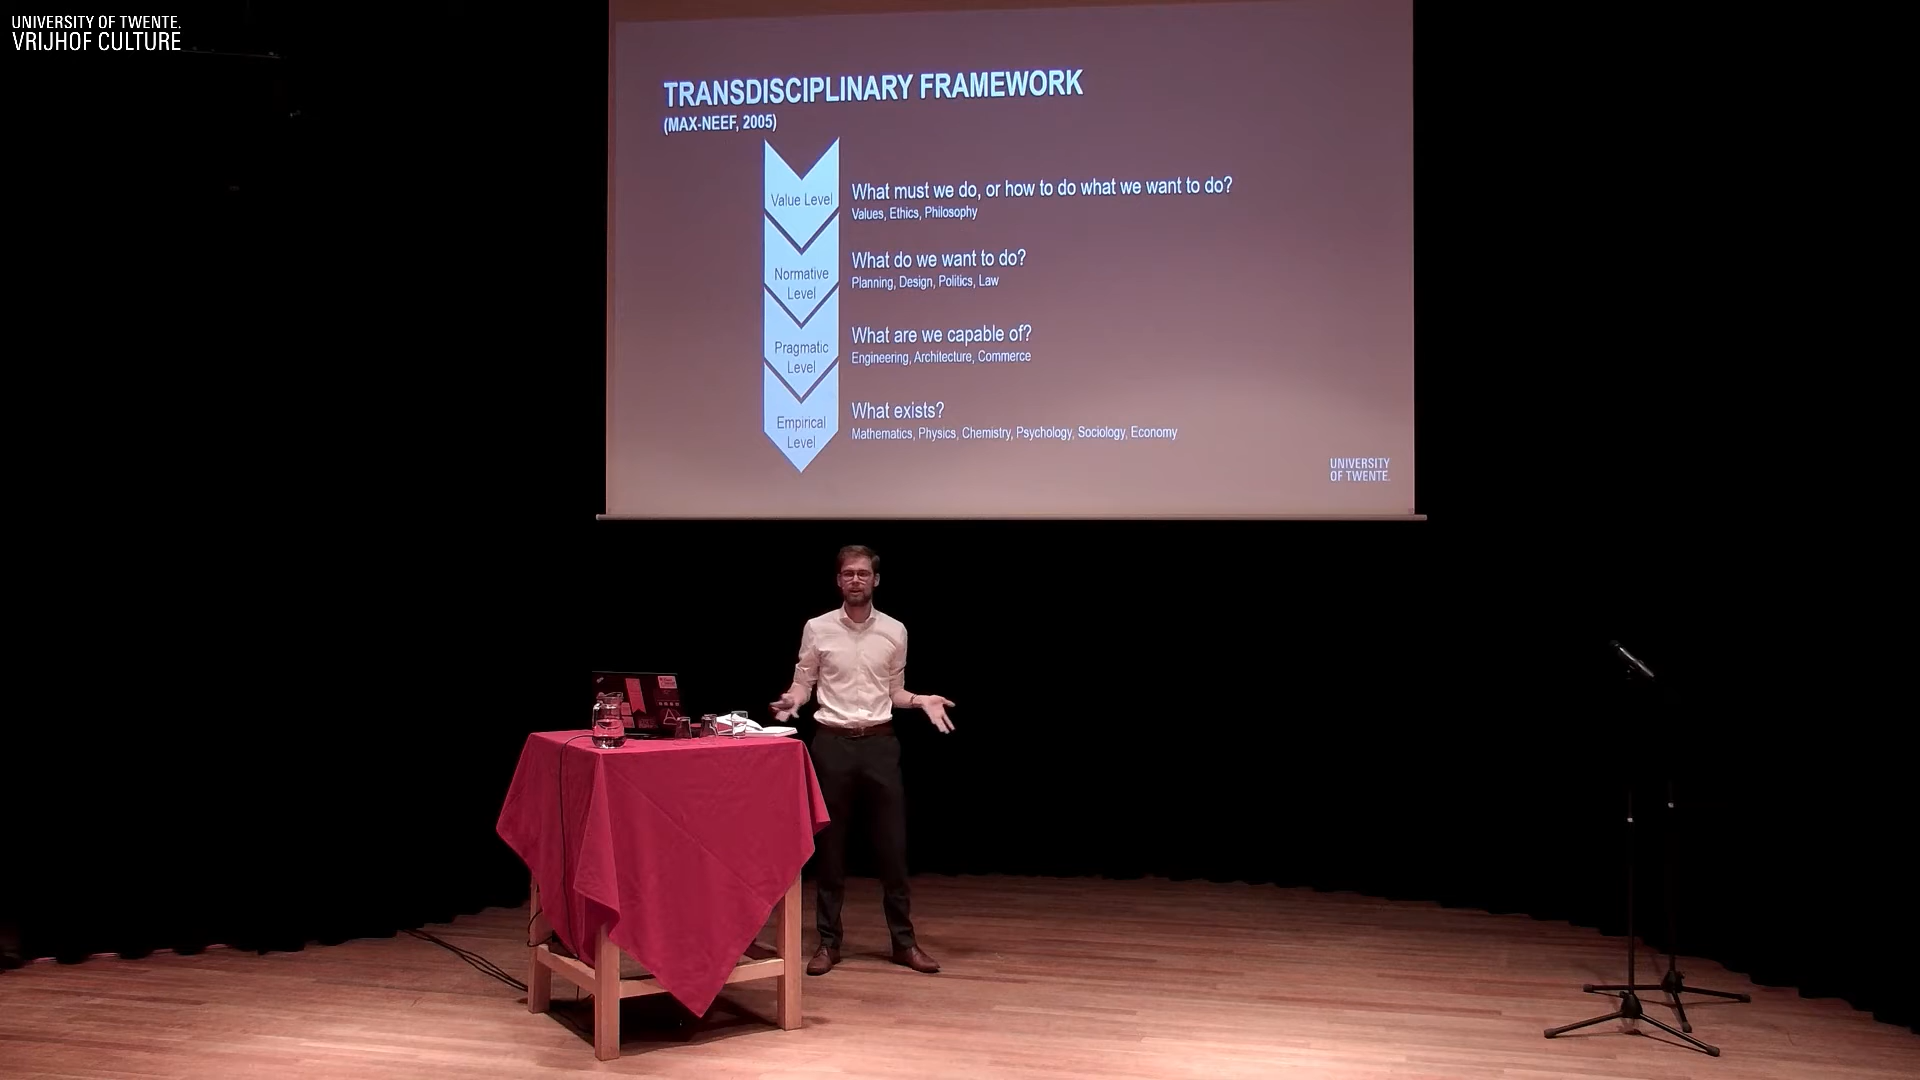 UNIVERSITY OF TWENTE.
VRIJHOF CULTURE
TRANSDISCIPLINARY FRAMEWORK
(MAX-NEEF, 2005)
Value Level
What must we do, or how to do what we want to do?
Values, Ethics, Philosophy
Normative
Level
What do we want to do?
Planning, Design, Politics, Law
Pragmatic
Level
What are we capable of?
Engineering, Architecture, Commerce
Empirical
Level
What exists?
Mathematics, Physics, Chemistry, Psychology, Sociology, Economy
UNIVERSITY
OF TWENTE.